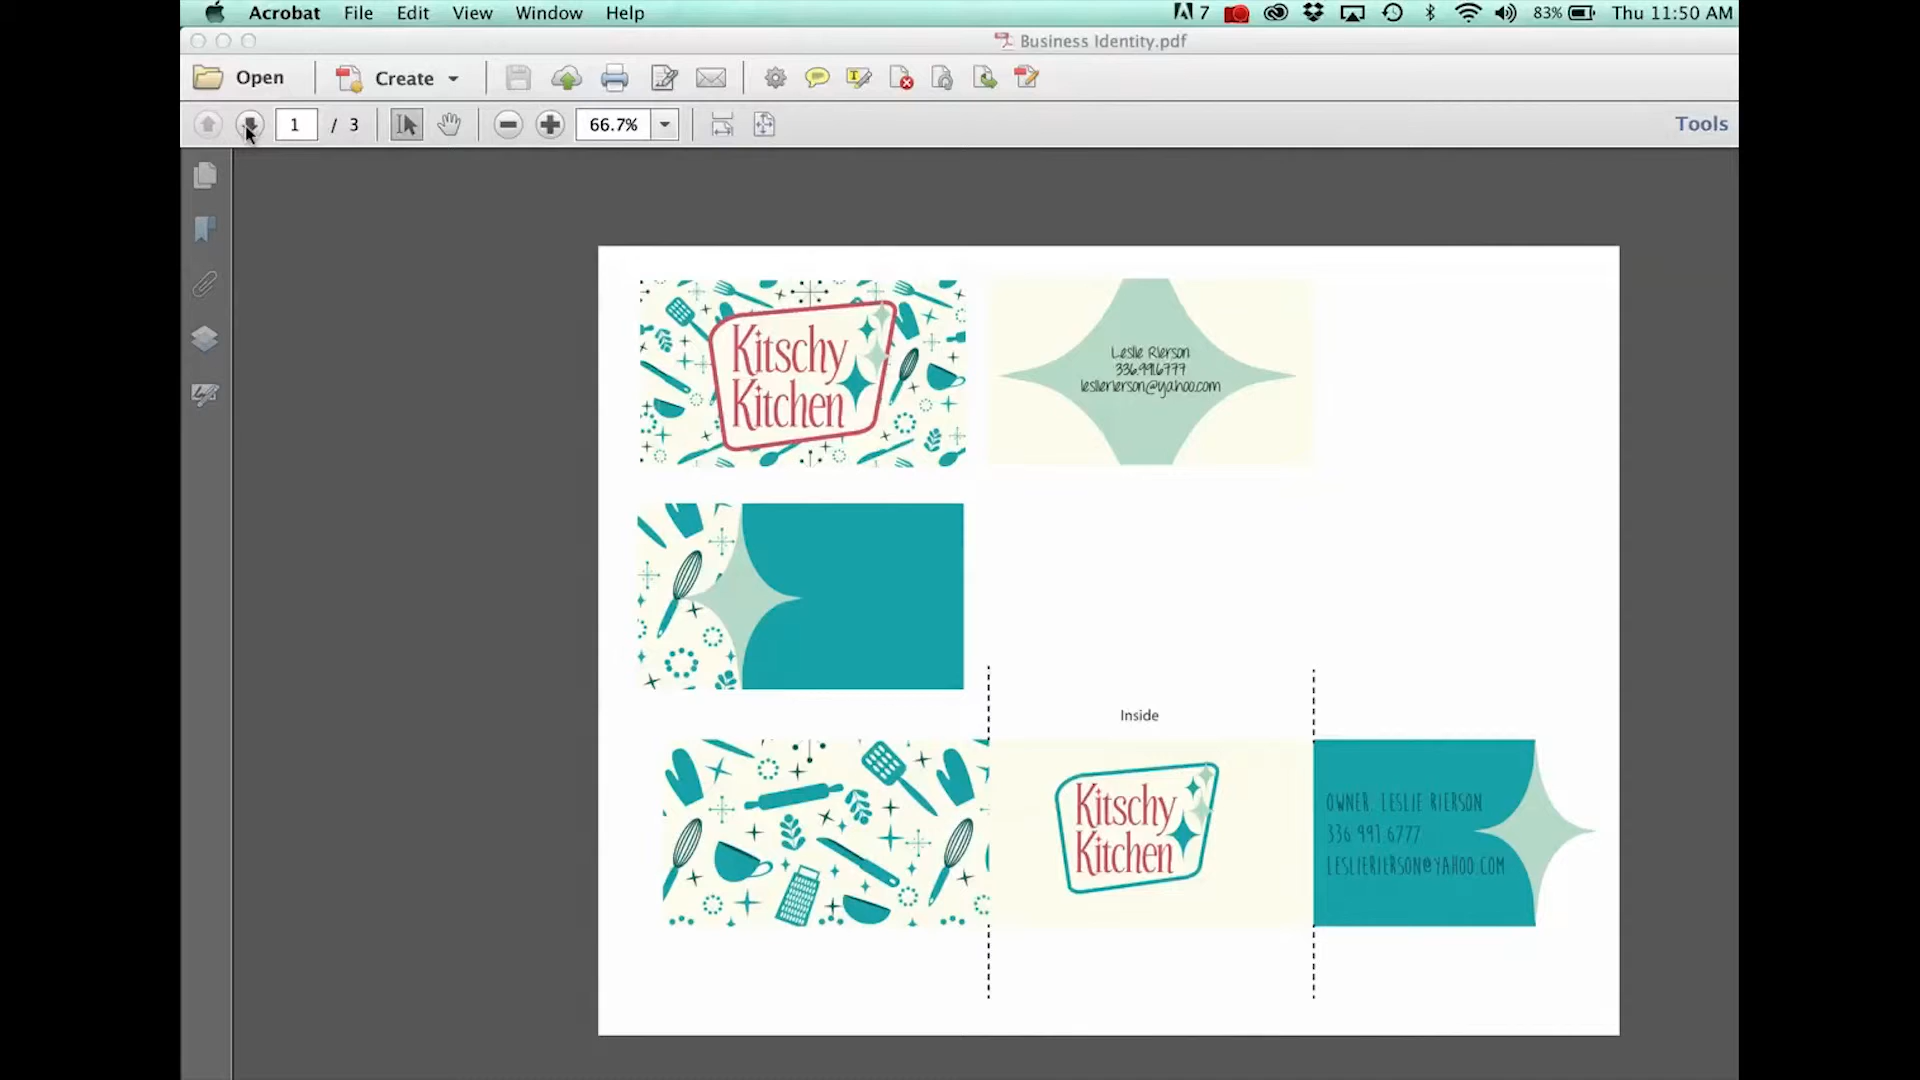 Acrobat File Edit View Window Help 7 83% Thu 11:50 AM
Business Identity.pdf
Open Create
1 / 3 66.7% Tools
Kitschy
Kitchen
Leslie Rierson
336.991.6777
leslierierson@yahoo.com
Inside
Kitschy
Kitchen
OWNER: LESLIE RIERSON
336 991 6777
LESLIERIERSON@YAHOO.COM